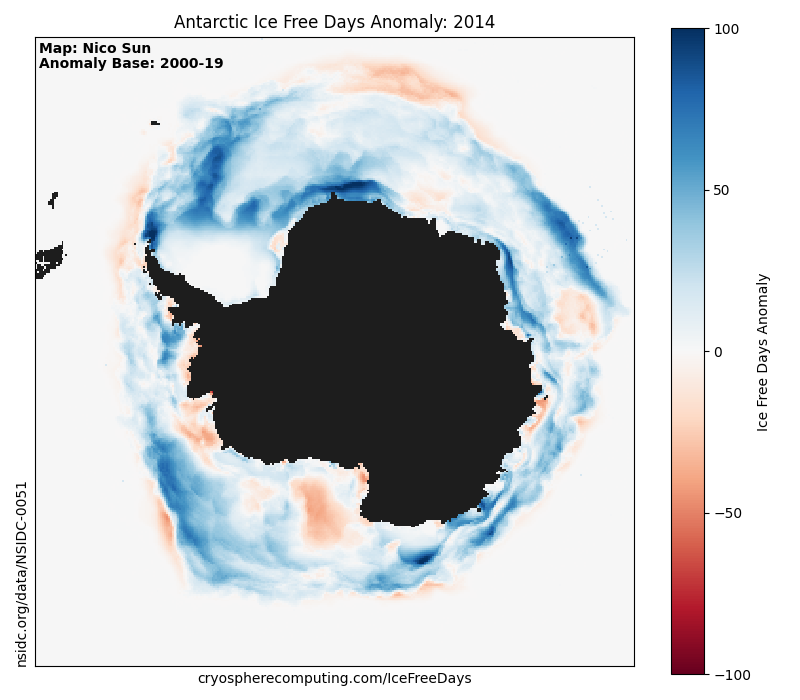 Antarctic Ice Free Days Anomaly: 2014
Map: Nico Sun
Anomaly Base: 2000-19
nsidc.org/data/NSIDC-0051
cryospherecomputing.com/IceFreeDays
100
50
0
−50
−100
Ice Free Days Anomaly